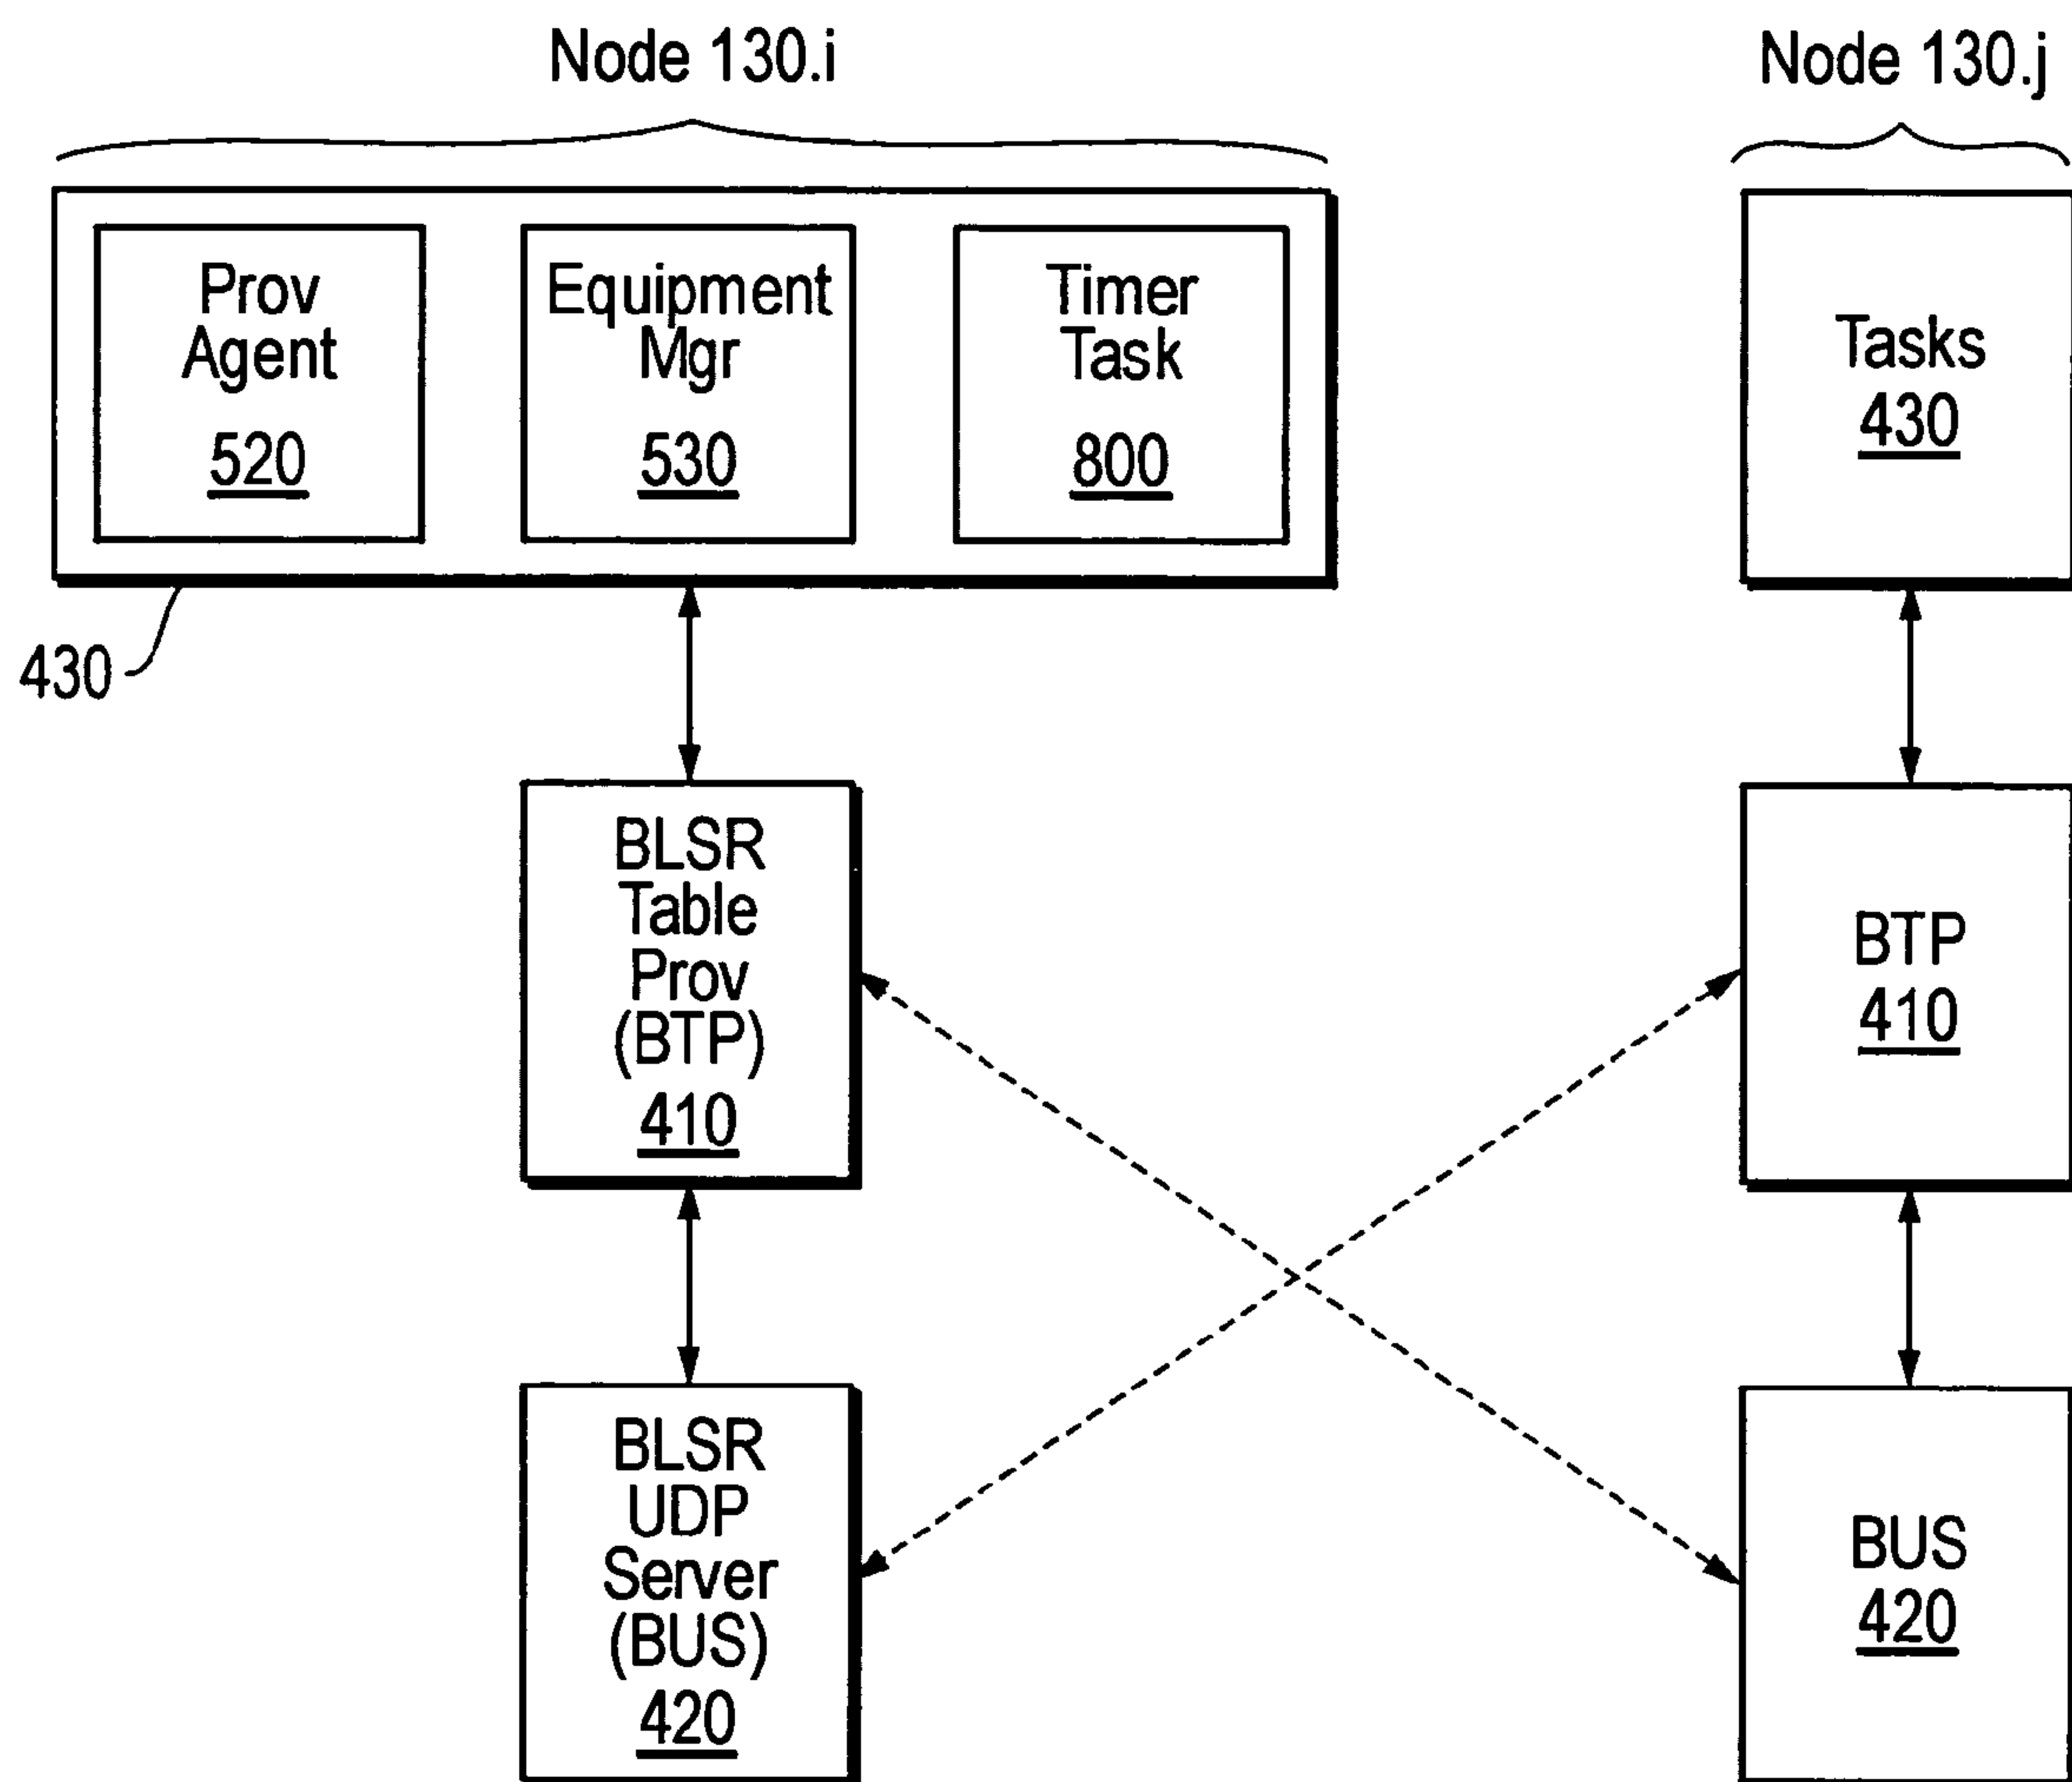 Node 130.i
Node 130.j
Prov
Agent
520
Equipment
Mgr
530
Timer
Task
800
Tasks
430
430
BLSR
Table
Prov
(BTP)
410
BTP
410
BLSR
UDP
Server
(BUS)
420
BUS
420